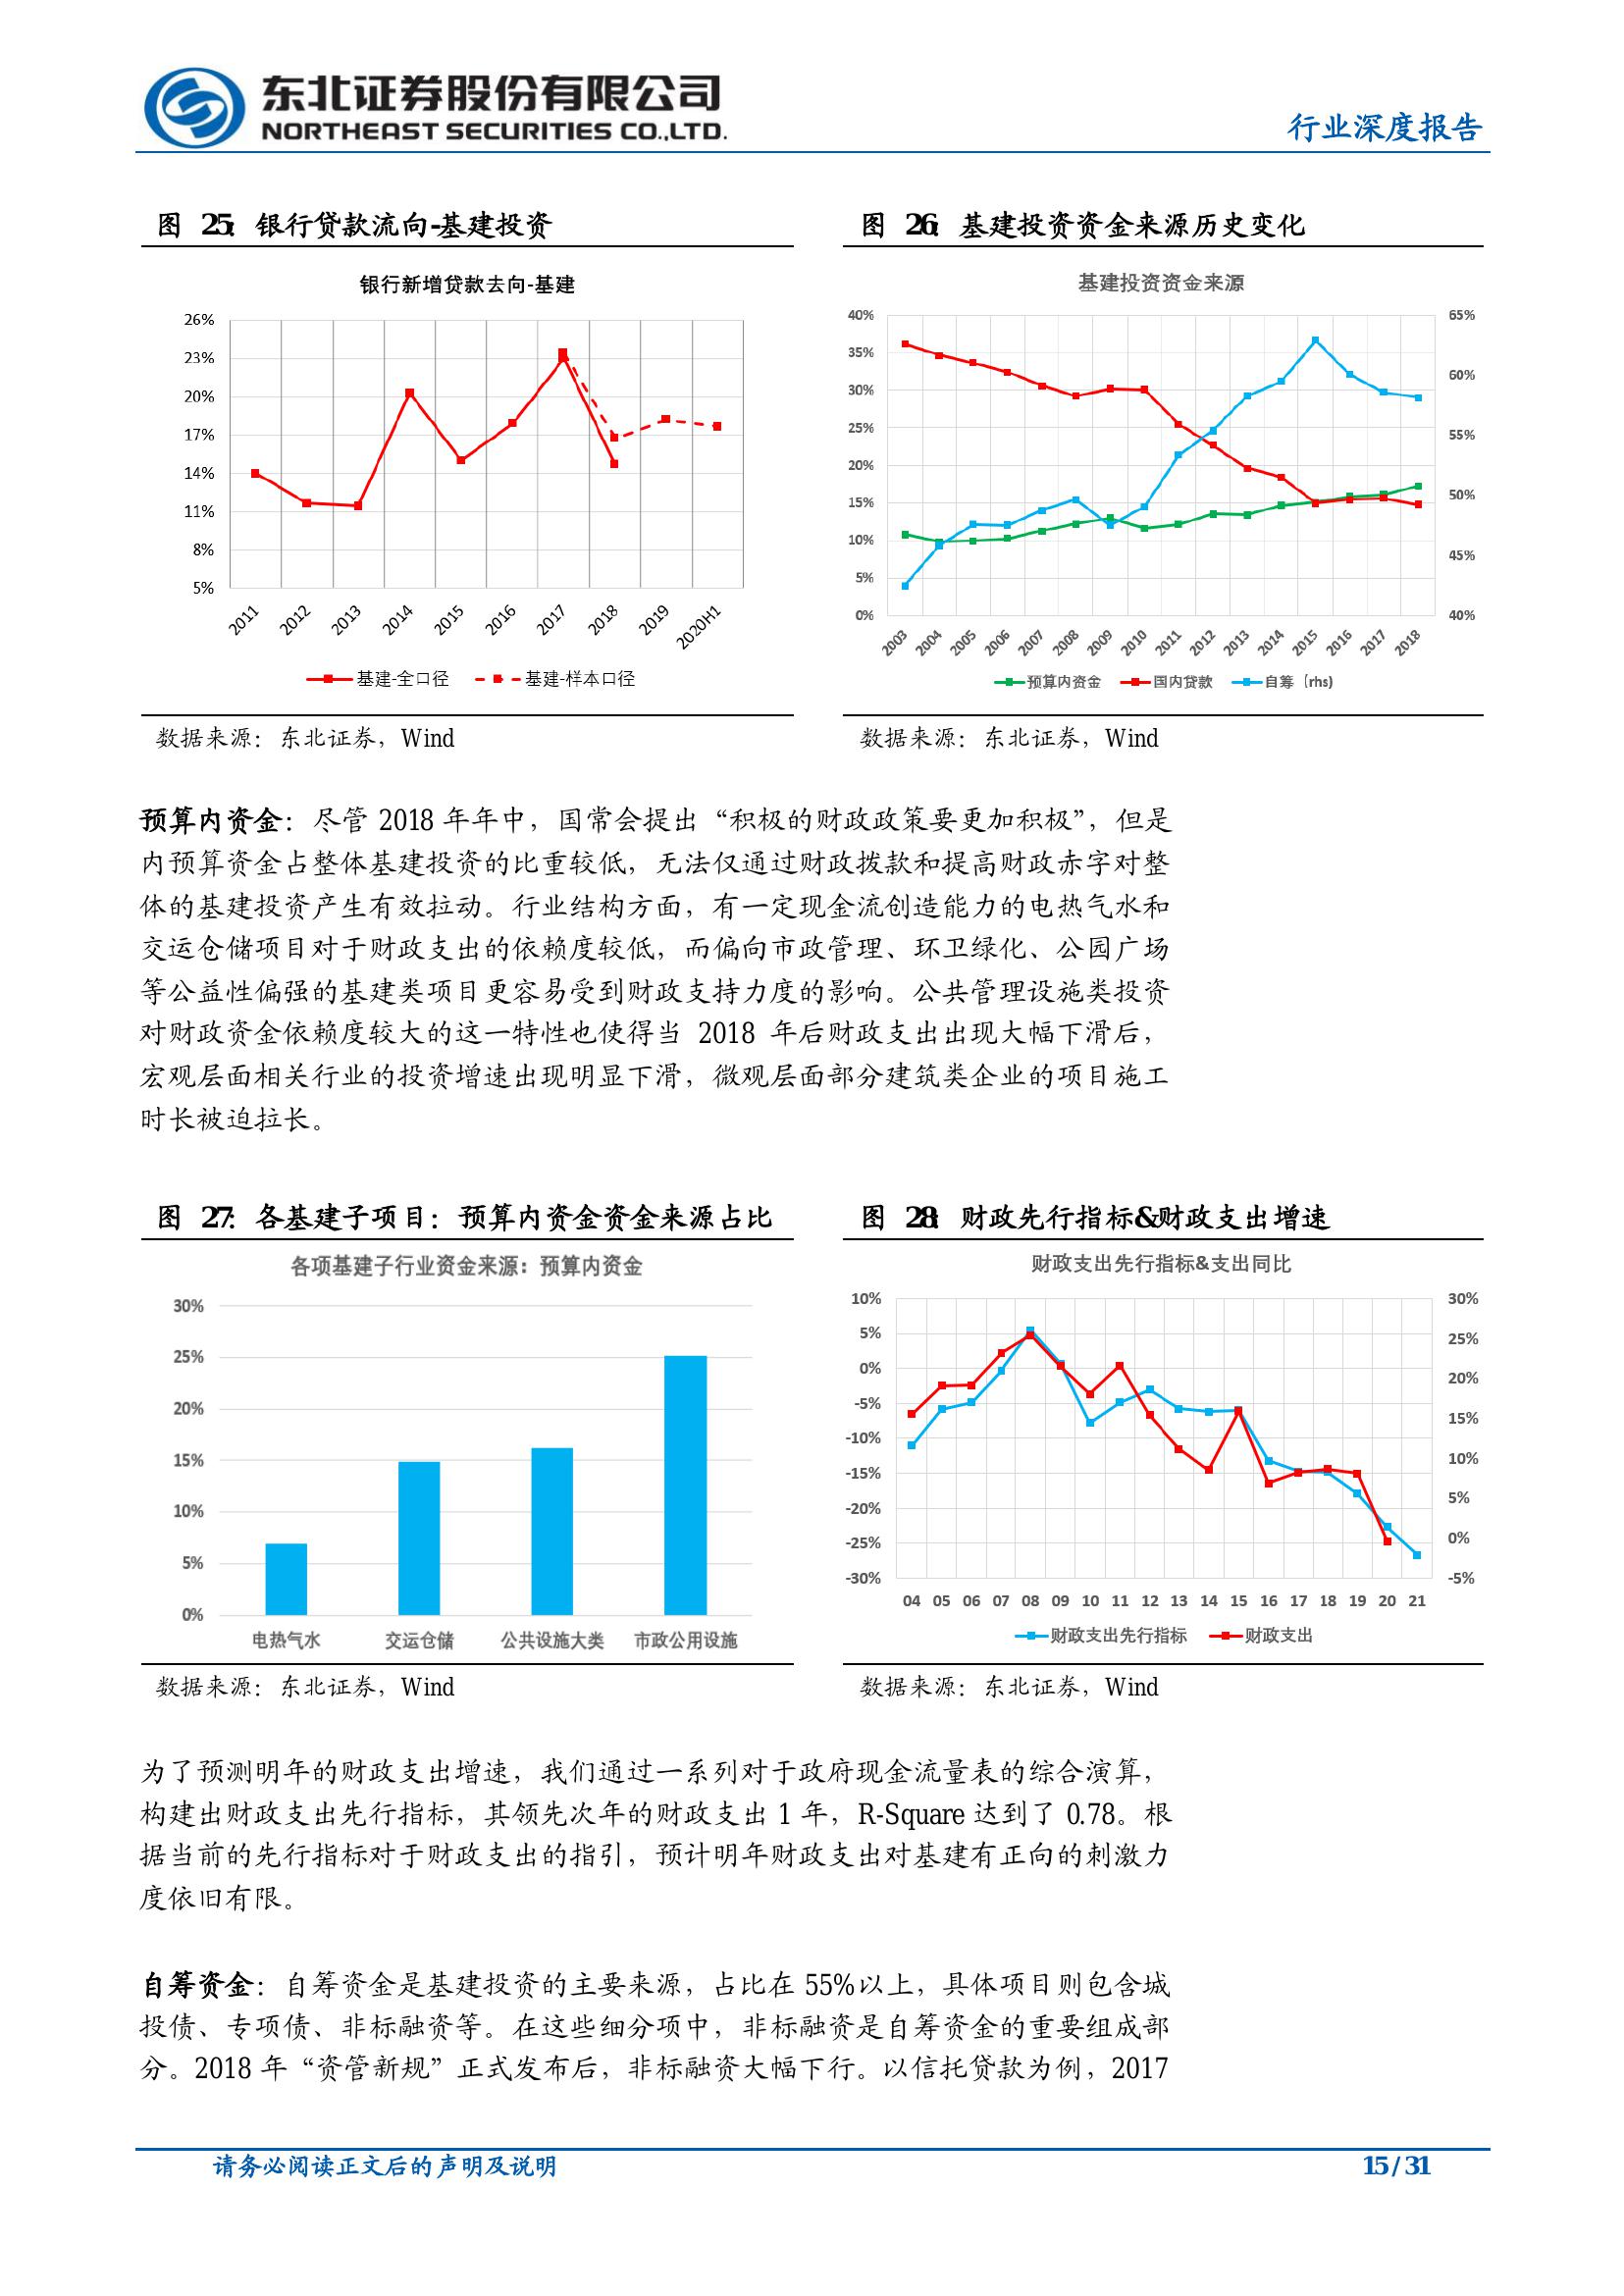 东北证券股份有限公司
NORTHEAST SECURITIES CO.,LTD.
行业深度报告
图 25：银行贷款流向-基建投资
银行新增贷款去向-基建
26%
23%
20%
17%
14%
11%
8%
5%
2011 2012 2013 2014 2015 2016 2017 2018 2019 2020H1
基建-全口径 基建-样本口径
数据来源：东北证券，Wind
图 26：基建投资资金来源历史变化
基建投资资金来源
40%
35%
30%
25%
20%
15%
10%
5%
0%
65%
60%
55%
50%
45%
40%
2003 2004 2005 2006 2007 2008 2009 2010 2011 2012 2013 2014 2015 2016 2017 2018
预算内资金 国内贷款 自筹（rhs)
数据来源：东北证券，Wind
预算内资金：尽管 2018 年年中，国常会提出“积极的财政政策要更加积极”，但是
内预算资金占整体基建投资的比重较低，无法仅通过财政拨款和提高财政赤字对整
体的基建投资产生有效拉动。行业结构方面，有一定现金流创造能力的电热气水和
交运仓储项目对于财政支出的依赖度较低，而偏向市政管理、环卫绿化、公园广场
等公益性偏强的基建类项目更容易受到财政支持力度的影响。公共管理设施类投资
对财政资金依赖度较大的这一特性也使得当 2018 年后财政支出出现大幅下滑后，
宏观层面相关行业的投资增速出现明显下滑，微观层面部分建筑类企业的项目施工
时长被迫拉长。
图 27：各基建子项目：预算内资金资金来源占比
各项基建子行业资金来源：预算内资金
30%
25%
20%
15%
10%
5%
0%
电热气水 交运仓储 公共设施大类 市政公用设施
数据来源：东北证券，Wind
图 28：财政先行指标&财政支出增速
财政支出先行指标&支出同比
10%
5%
0%
-5%
-10%
-15%
-20%
-25%
-30%
30%
25%
20%
15%
10%
5%
0%
-5%
04 05 06 07 08 09 10 11 12 13 14 15 16 17 18 19 20 21
财政支出先行指标 财政支出
数据来源：东北证券，Wind
为了预测明年的财政支出增速，我们通过一系列对于政府现金流量表的综合演算，
构建出财政支出先行指标，其领先次年的财政支出 1 年，R-Square 达到了 0.78。根
据当前的先行指标对于财政支出的指引，预计明年财政支出对基建有正向的刺激力
度依旧有限。
自筹资金：自筹资金是基建投资的主要来源，占比在 55%以上，具体项目则包含城
投债、专项债、非标融资等。在这些细分项中，非标融资是自筹资金的重要组成部
分。2018 年“资管新规”正式发布后，非标融资大幅下行。以信托贷款为例，2017
请务必阅读正文后的声明及说明
15 / 31